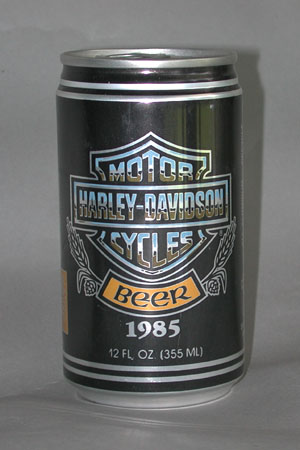 MOTOR
HARLEY-DAVIDSON
CYCLES
BEER
1985
12 FL. OZ. (355 ML)